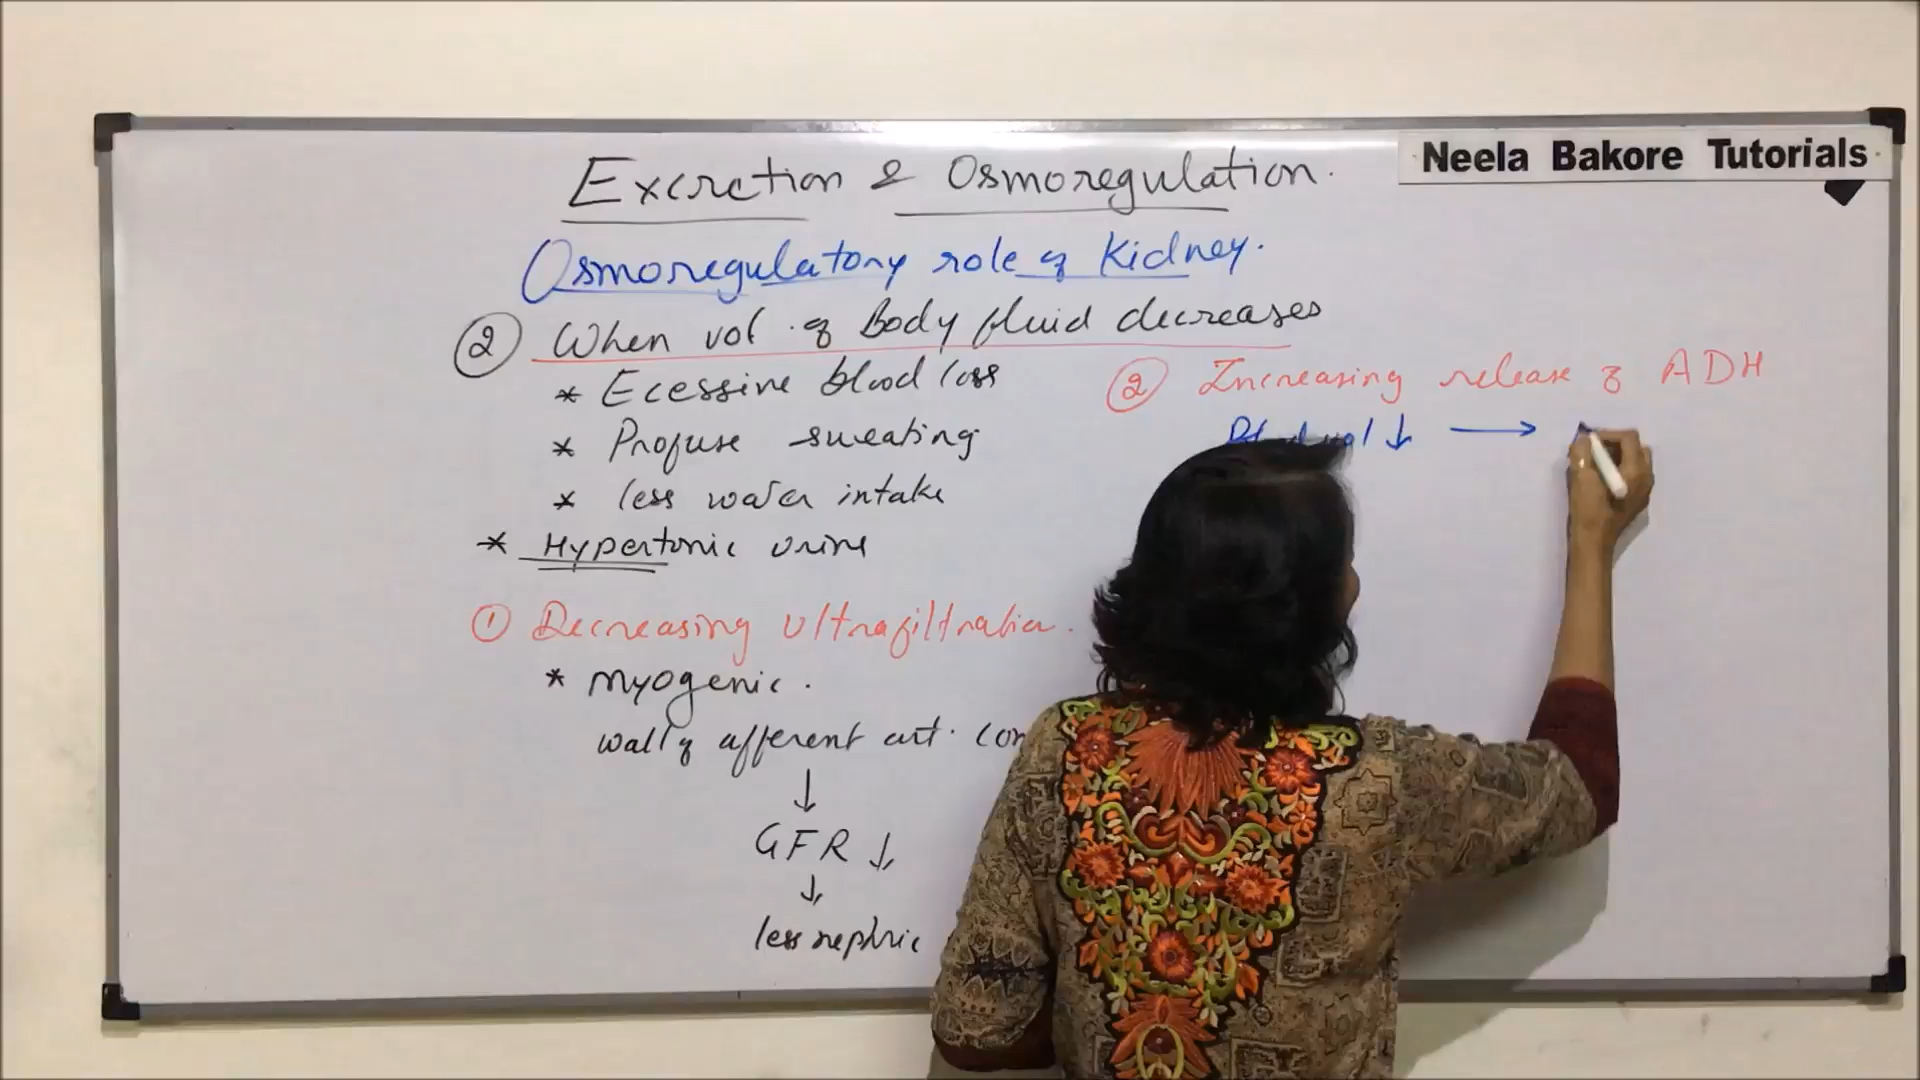 Neela Bakore Tutorials
Excretion & Osmoregulation.
Osmoregulatory role of Kidney.
② When vol. of Body fluid decreases
* Ecessive blood loss
* Profuse sweating
* less water intake
* Hypertonic urine
① Decreasing ultrafiltration.
* myogenic.
wall of afferent art.
↓
GFR ↓
↓
less nephric
② Increasing release of ADH
vol ↓ →